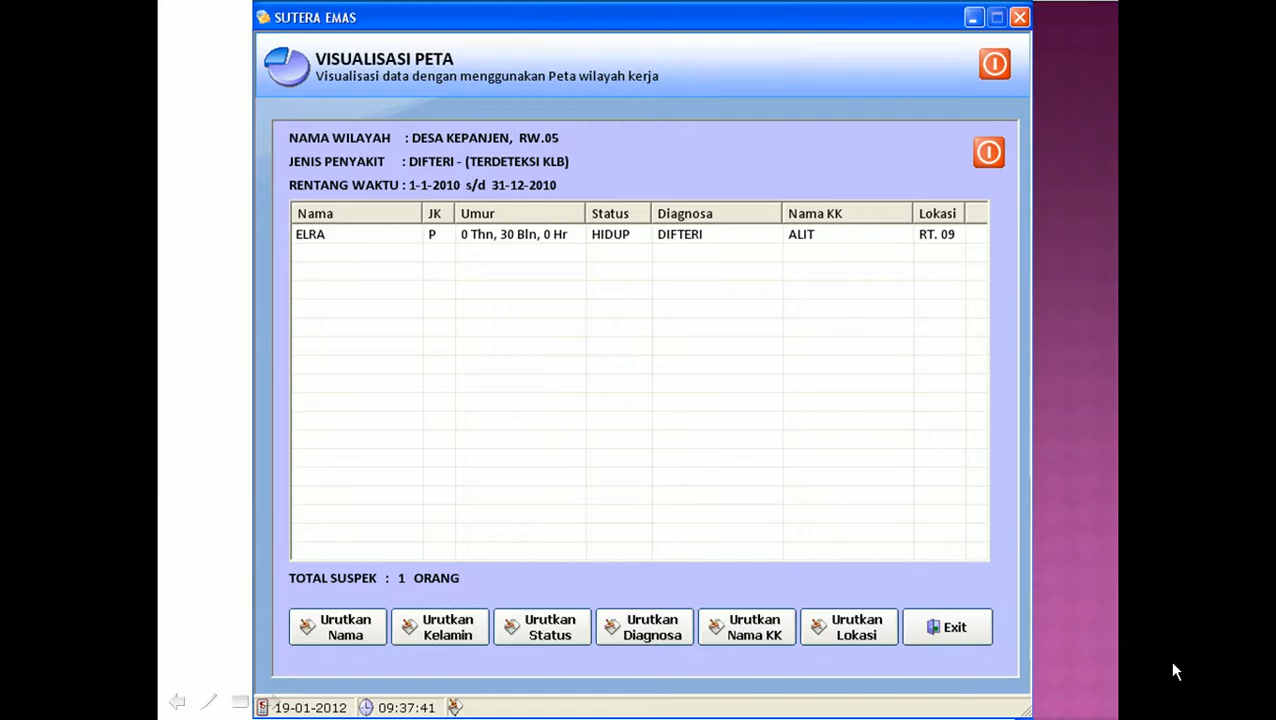 SUTERA EMAS
VISUALISASI PETA
Visualisasi data dengan menggunakan Peta wilayah kerja
NAMA WILAYAH : DESA KEPANJEN, RW.05
JENIS PENYAKIT : DIFTERI - (TERDETEKSI KLB)
RENTANG WAKTU : 1-1-2010 s/d 31-12-2010
Nama JK Umur Status Diagnosa Nama KK Lokasi
ELRA P 0 Thn, 30 Bln, 0 Hr HIDUP DIFTERI ALIT RT. 09
TOTAL SUSPEK : 1 ORANG
Urutkan Nama
Urutkan Kelamin
Urutkan Status
Urutkan Diagnosa
Urutkan Nama KK
Urutkan Lokasi
Exit
19-01-2012 09:37:41